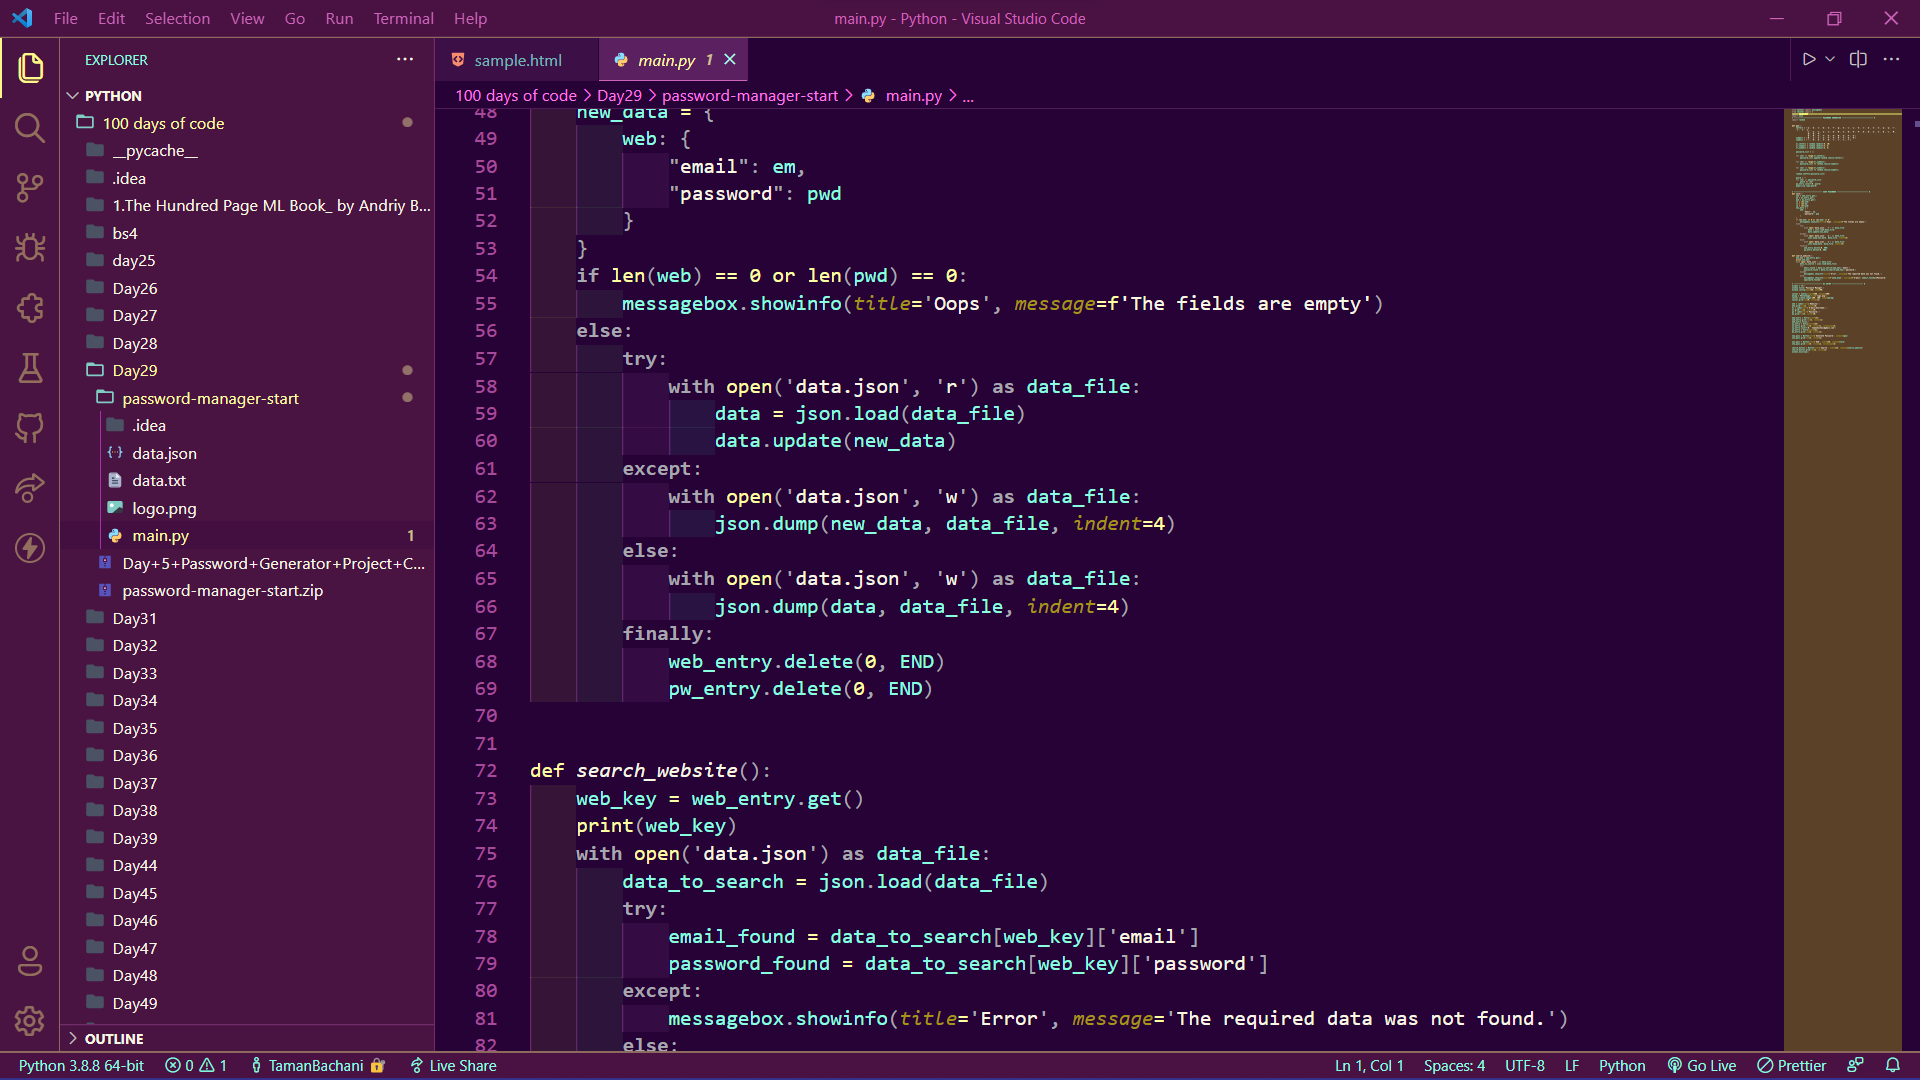 File Edit Selection View Go Run Terminal Help
main.py - Python - Visual Studio Code
EXPLORER
PYTHON
100 days of code
__pycache__
.idea
1.The Hundred Page ML Book_ by Andriy B...
bs4
day25
Day26
Day27
Day28
Day29
password-manager-start
.idea
data.json
data.txt
logo.png
main.py 1
Day+5+Password+Generator+Project+C...
password-manager-start.zip
Day31
Day32
Day33
Day34
Day35
Day36
Day37
Day38
Day39
Day44
Day45
Day46
Day47
Day48
Day49
OUTLINE
sample.html
main.py 1
100 days of code > Day29 > password-manager-start > main.py > ...
48 new_data = {
49 web: {
50 "email": em,
51 "password": pwd
52 }
53 }
54 if len(web) == 0 or len(pwd) == 0:
55 messagebox.showinfo(title='Oops', message=f'The fields are empty')
56 else:
57 try:
58 with open('data.json', 'r') as data_file:
59 data = json.load(data_file)
60 data.update(new_data)
61 except:
62 with open('data.json', 'w') as data_file:
63 json.dump(new_data, data_file, indent=4)
64 else:
65 with open('data.json', 'w') as data_file:
66 json.dump(data, data_file, indent=4)
67 finally:
68 web_entry.delete(0, END)
69 pw_entry.delete(0, END)
70
71
72 def search_website():
73 web_key = web_entry.get()
74 print(web_key)
75 with open('data.json') as data_file:
76 data_to_search = json.load(data_file)
77 try:
78 email_found = data_to_search[web_key]['email']
79 password_found = data_to_search[web_key]['password']
80 except:
81 messagebox.showinfo(title='Error', message='The required data was not found.')
82 else:
Python 3.8.8 64-bit 0 1 TamanBachani Live Share
Ln 1, Col 1 Spaces: 4 UTF-8 LF Python Go Live Prettier